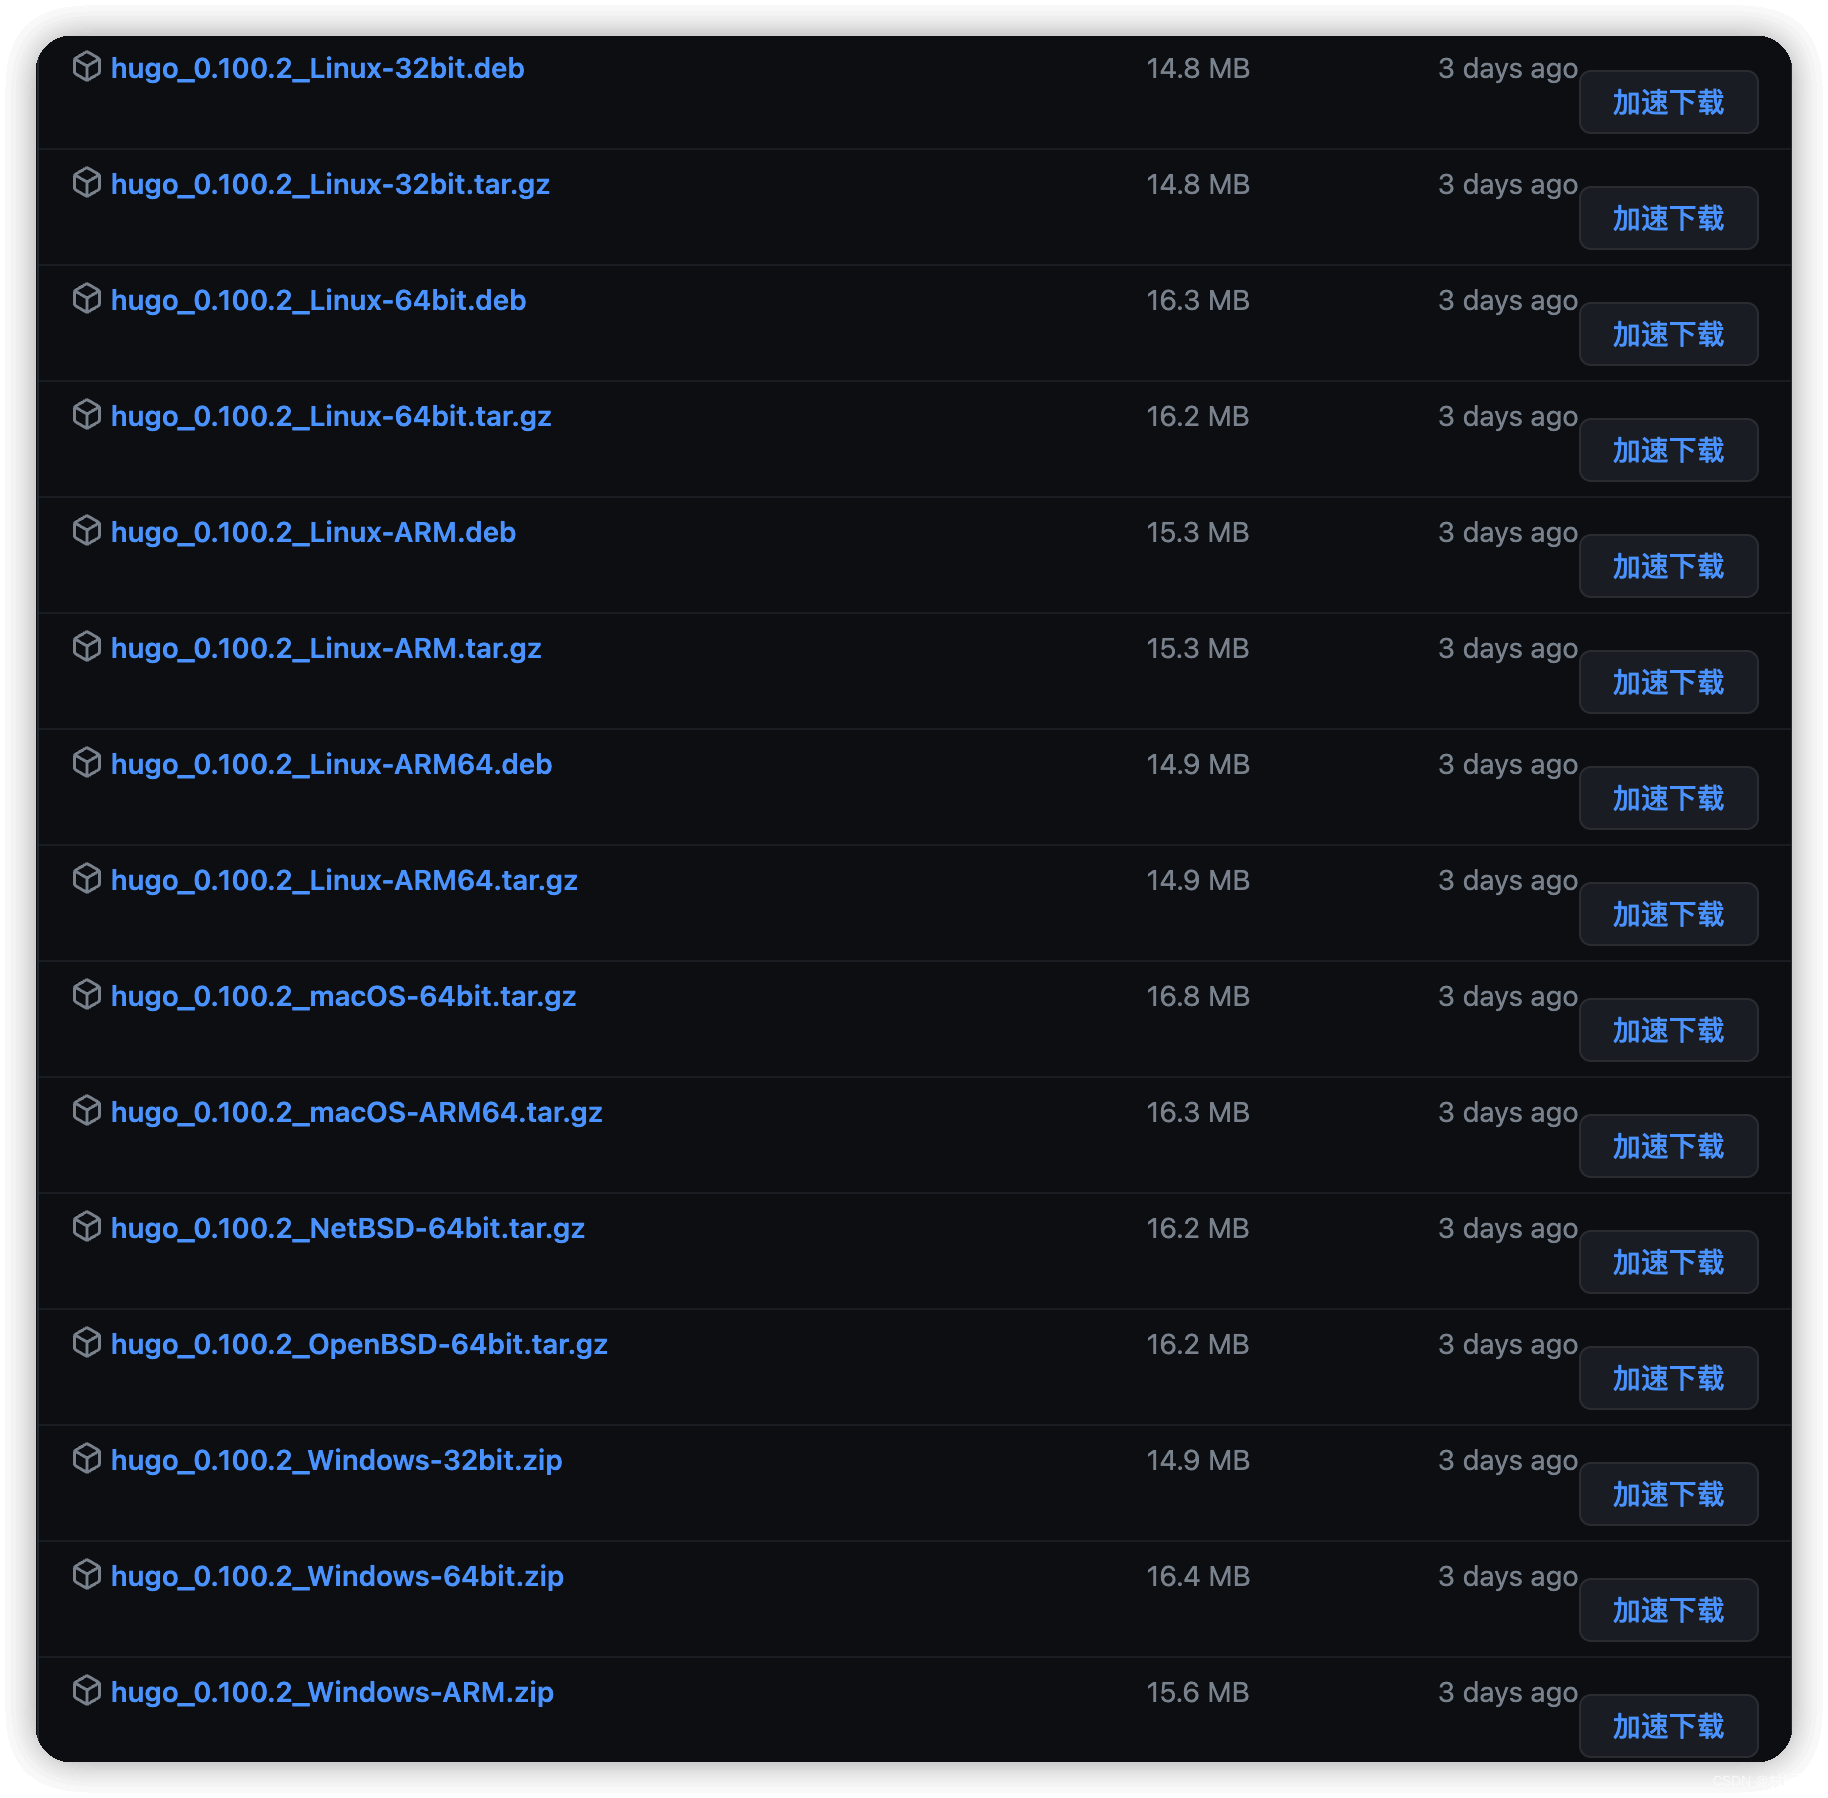 hugo_0.100.2_Linux-32bit.deb 14.8 MB 3 days ago 加速下载
hugo_0.100.2_Linux-32bit.tar.gz 14.8 MB 3 days ago 加速下载
hugo_0.100.2_Linux-64bit.deb 16.3 MB 3 days ago 加速下载
hugo_0.100.2_Linux-64bit.tar.gz 16.2 MB 3 days ago 加速下载
hugo_0.100.2_Linux-ARM.deb 15.3 MB 3 days ago 加速下载
hugo_0.100.2_Linux-ARM.tar.gz 15.3 MB 3 days ago 加速下载
hugo_0.100.2_Linux-ARM64.deb 14.9 MB 3 days ago 加速下载
hugo_0.100.2_Linux-ARM64.tar.gz 14.9 MB 3 days ago 加速下载
hugo_0.100.2_macOS-64bit.tar.gz 16.8 MB 3 days ago 加速下载
hugo_0.100.2_macOS-ARM64.tar.gz 16.3 MB 3 days ago 加速下载
hugo_0.100.2_NetBSD-64bit.tar.gz 16.2 MB 3 days ago 加速下载
hugo_0.100.2_OpenBSD-64bit.tar.gz 16.2 MB 3 days ago 加速下载
hugo_0.100.2_Windows-32bit.zip 14.9 MB 3 days ago 加速下载
hugo_0.100.2_Windows-64bit.zip 16.4 MB 3 days ago 加速下载
hugo_0.100.2_Windows-ARM.zip 15.6 MB 3 days ago 加速下载
CSDN